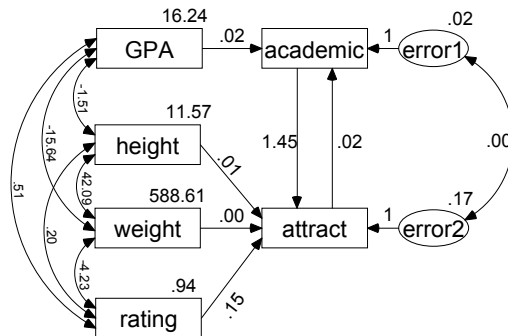 16.24
.02
GPA
.02
academic
1
error1
-1.51
11.57
-15.64
height
1.45
.02
.00
.01
.51
42.09
588.61
.17
.20
weight
.00
attract
1
error2
-4.23
.94
.15
rating